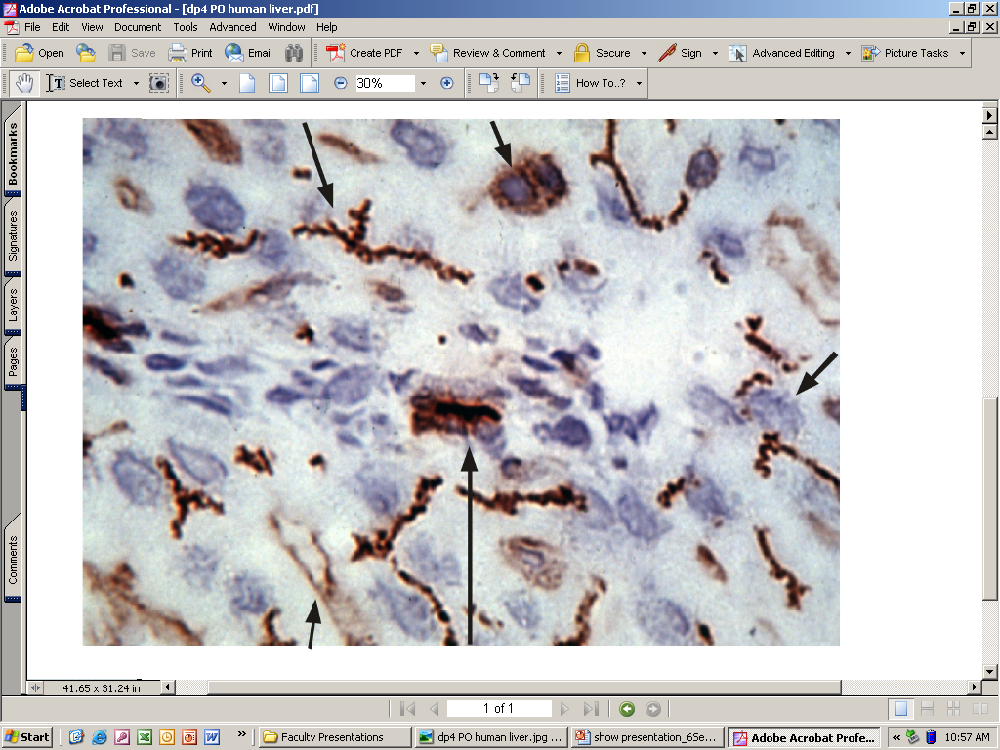 Adobe Acrobat Professional - [dp4 PO human liver.pdf]
File Edit View Document Tools Advanced Window Help
Open Save Print Email Create PDF Review & Comment Secure Sign Advanced Editing Picture Tasks
Select Text 30% How To..?
Bookmarks
Signatures
Layers
Pages
Comments
41.65 x 31.24 in
1 of 1
Start » Faculty Presentations dp4 PO human liver.jpg ... show presentation_6Se... Adobe Acrobat Profe... « 10:57 AM